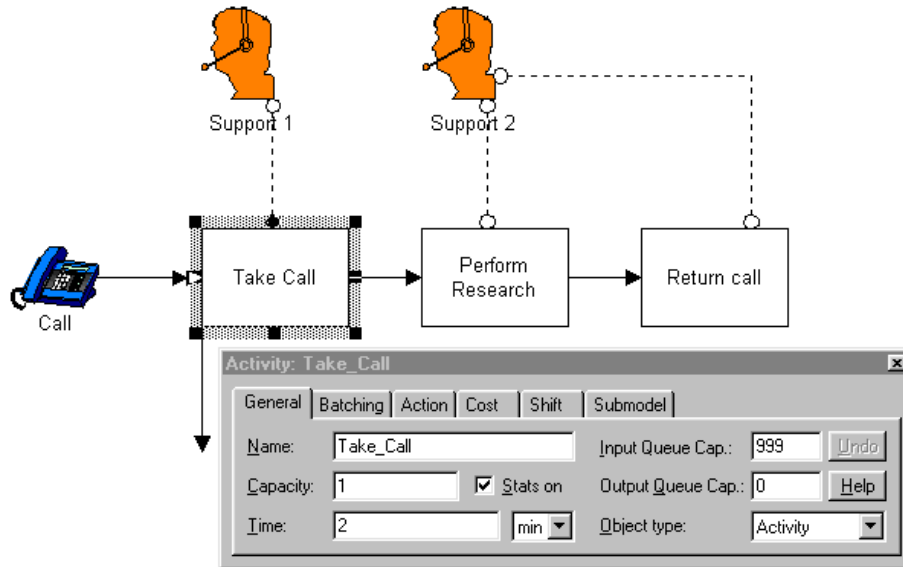 Support 1
Support 2
Call
Take Call
Perform
Research
Return call
Activity: Take_Call
General Batching Action Cost Shift Submodel
Name: Take_Call Input Queue Cap.: 999 Undo
Capacity: 1 Stats on Output Queue Cap.: 0 Help
Time: 2 min Object type: Activity